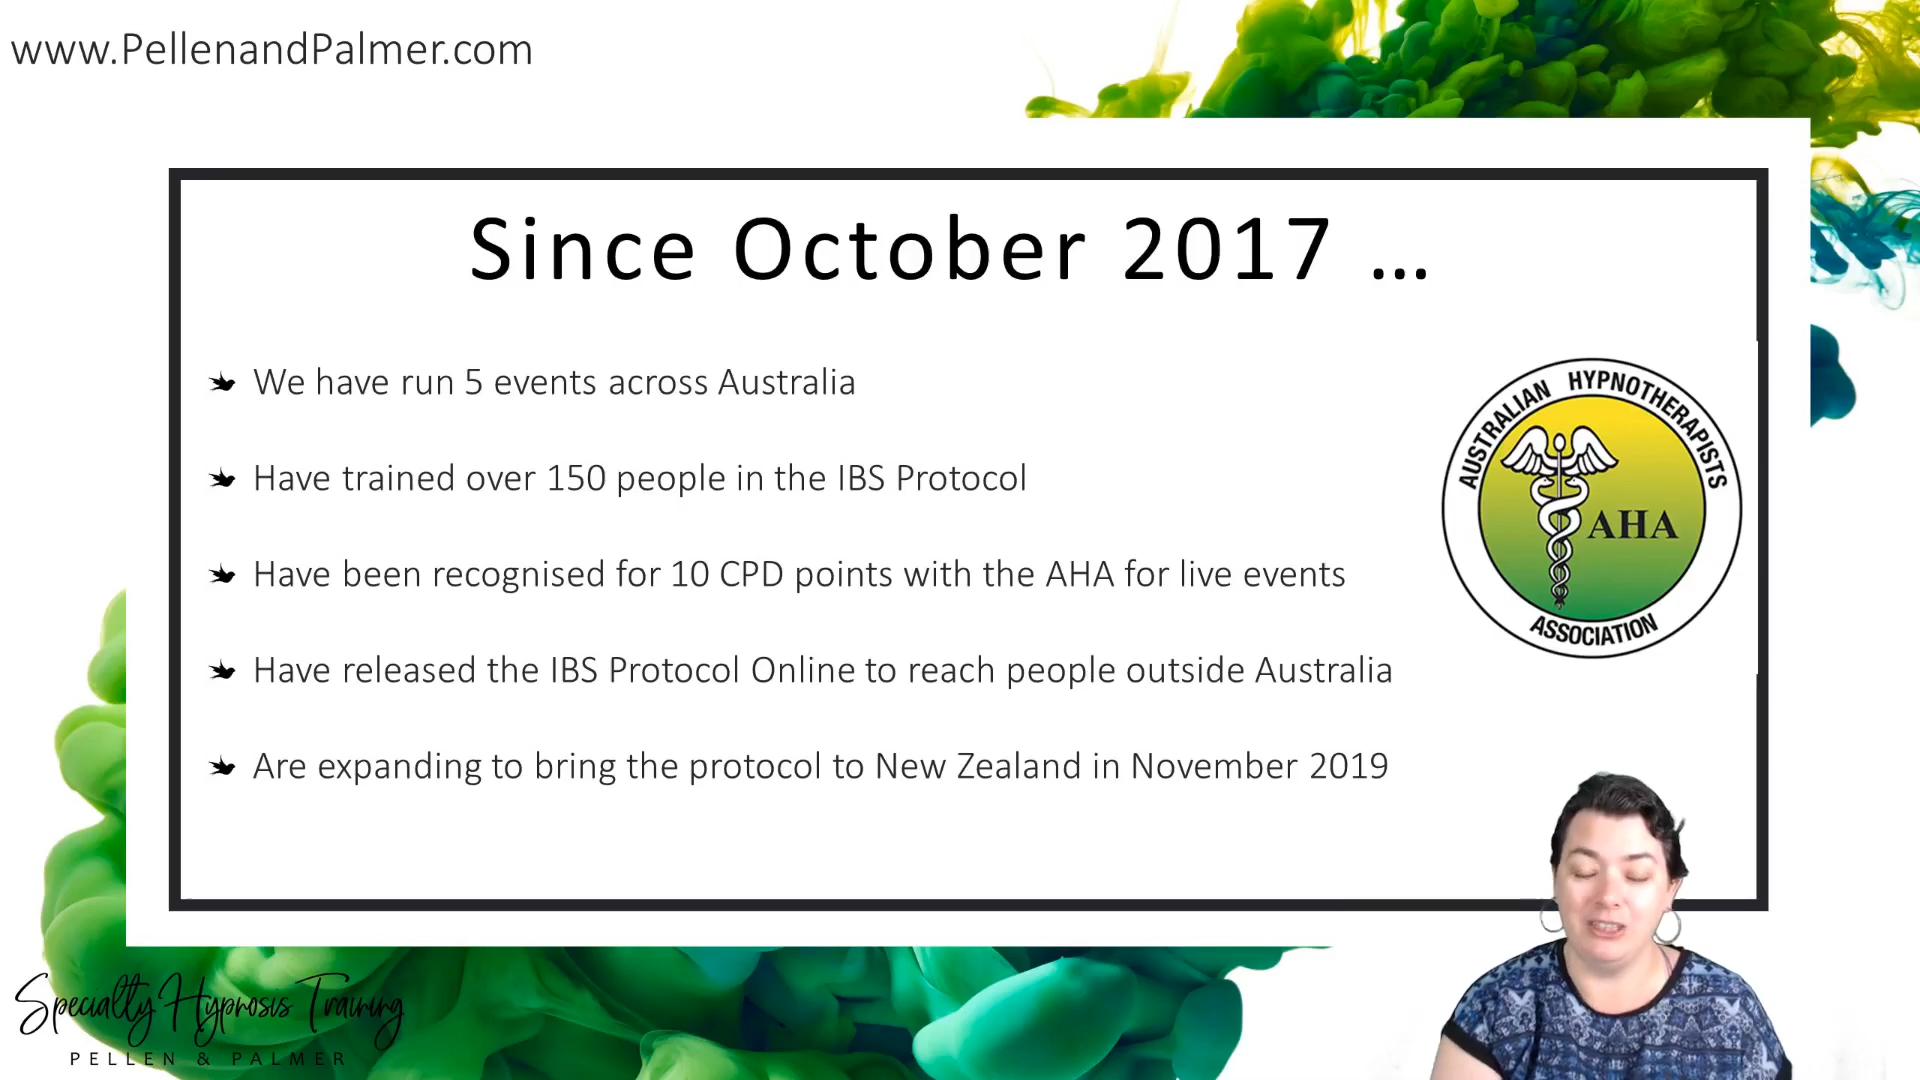 www.PellenandPalmer.com
Since October 2017 ...
We have run 5 events across Australia
Have trained over 150 people in the IBS Protocol
Have been recognised for 10 CPD points with the AHA for live events
Have released the IBS Protocol Online to reach people outside Australia
Are expanding to bring the protocol to New Zealand in November 2019
AUSTRALIAN HYPNOTHERAPISTS
AHA
ASSOCIATION
Specialty Hypnosis Training
PELLEN & PALMER